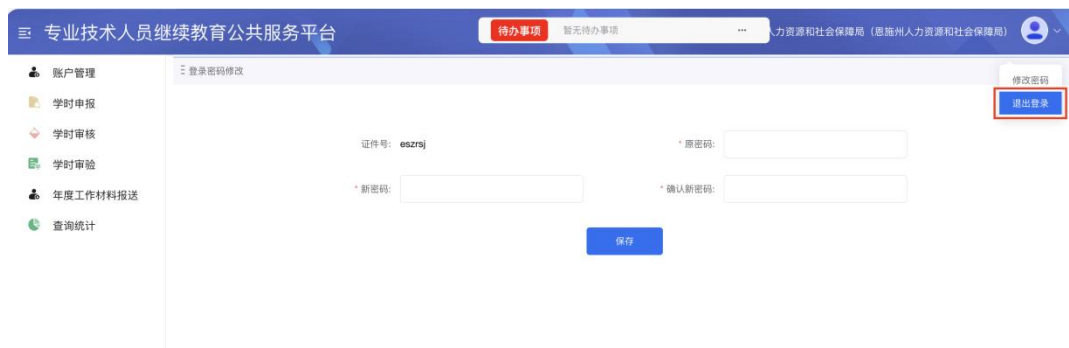 专业技术人员继续教育公共服务平台
待办事项 暂无待办事项 ... 人力资源和社会保障局（恩施州人力资源和社会保障局）
账户管理
学时申报
学时审核
学时审验
年度工作材料报送
查询统计
登录密码修改
修改密码
退出登录
证件号: eszrsj
* 原密码:
* 新密码:
* 确认新密码:
保存